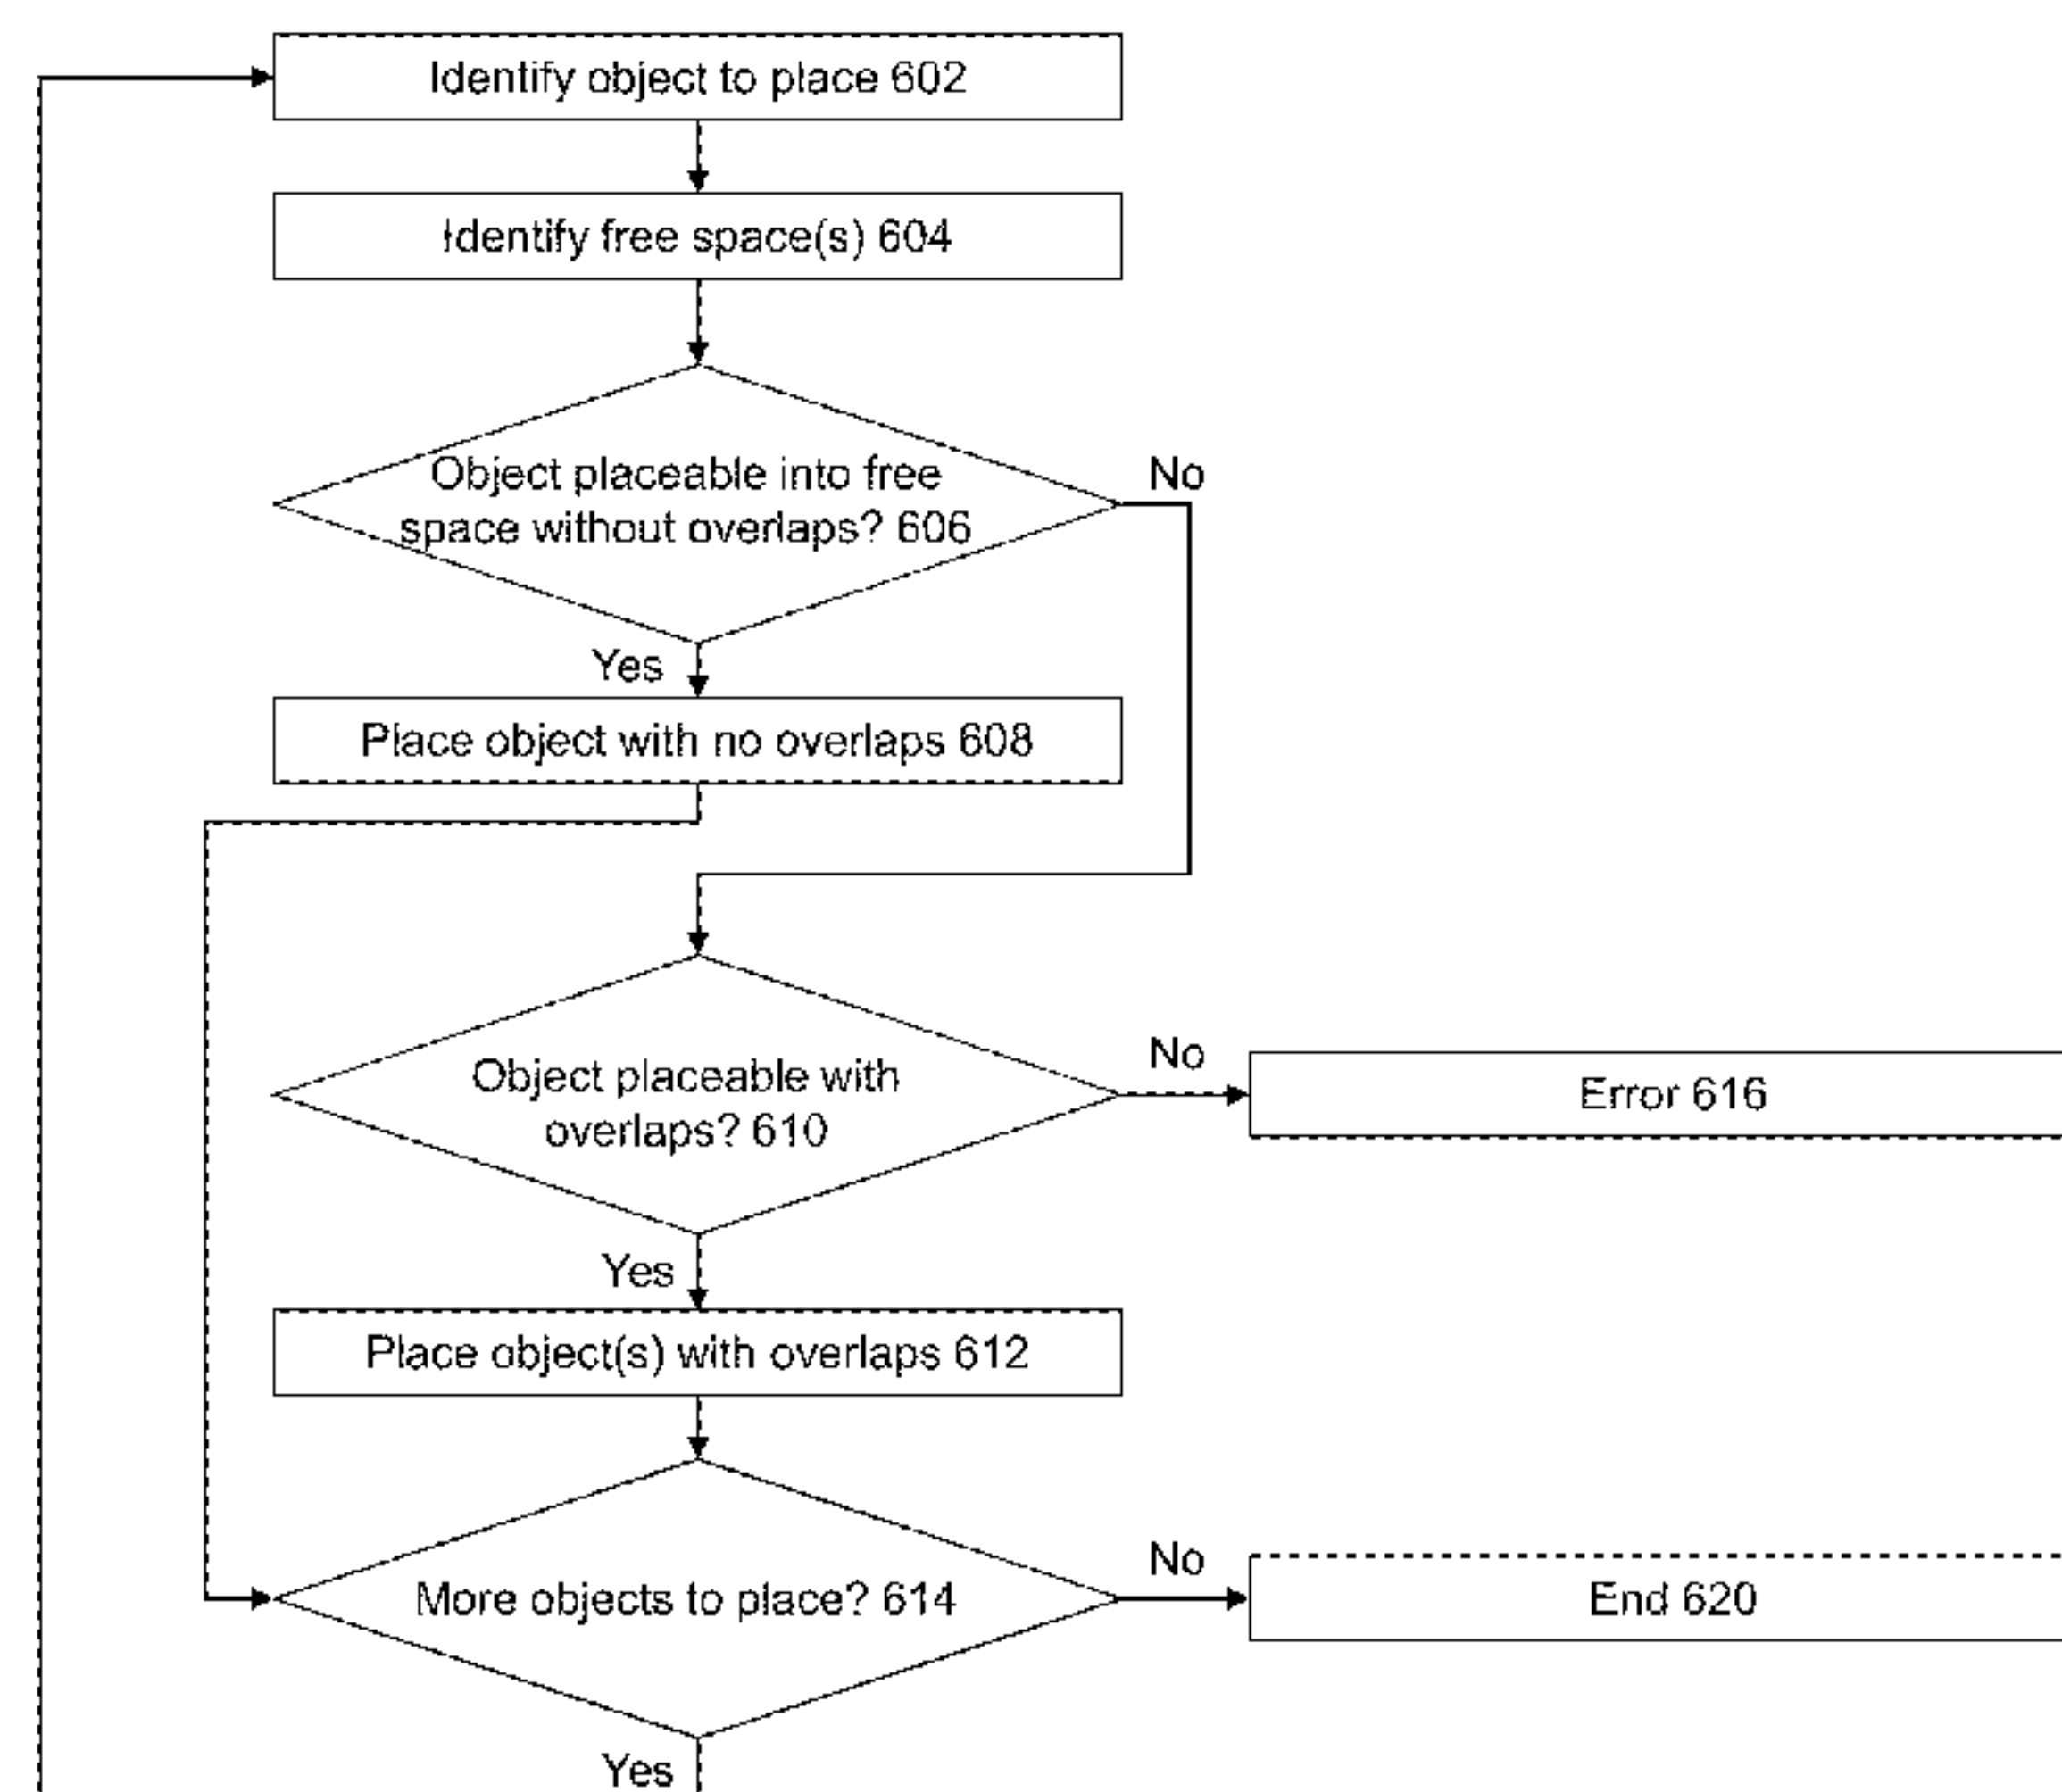 Identify object to place 602
Identify free space(s) 604
Object placeable into free
space without overlaps? 606
No
Yes
Place object with no overlaps 608
Object placeable with
overlaps? 610
No
Error 616
Yes
Place object(s) with overlaps 612
More objects to place? 614
No
End 620
Yes